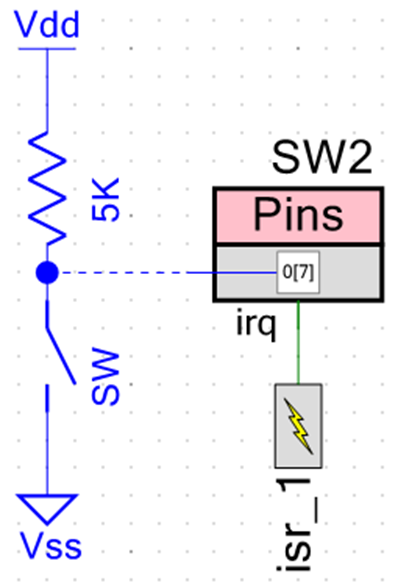 Vdd
5K
SW
Vss
SW2
Pins
0[7]
irq
isr_1